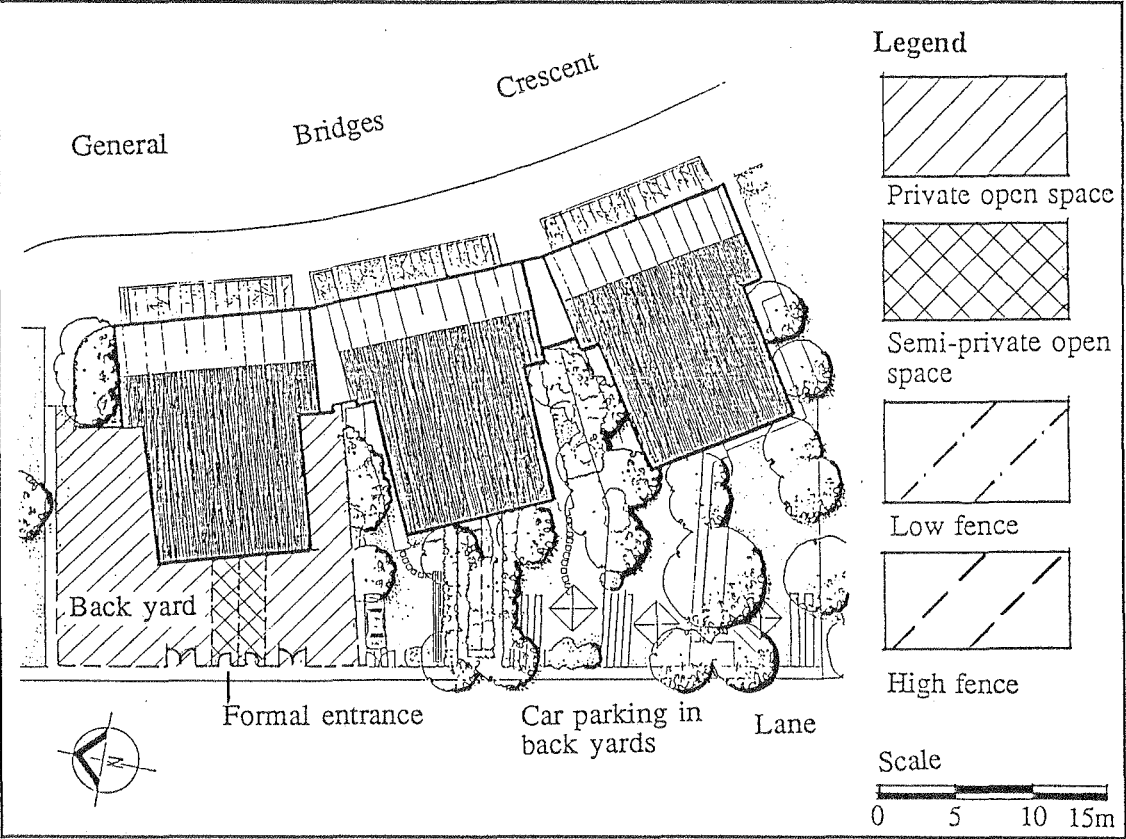 General Bridges Crescent
Back yard
Formal entrance
Car parking in
back yards
Lane
N
Legend
Private open space
Semi-private open
space
Low fence
High fence
Scale
0 5 10 15m